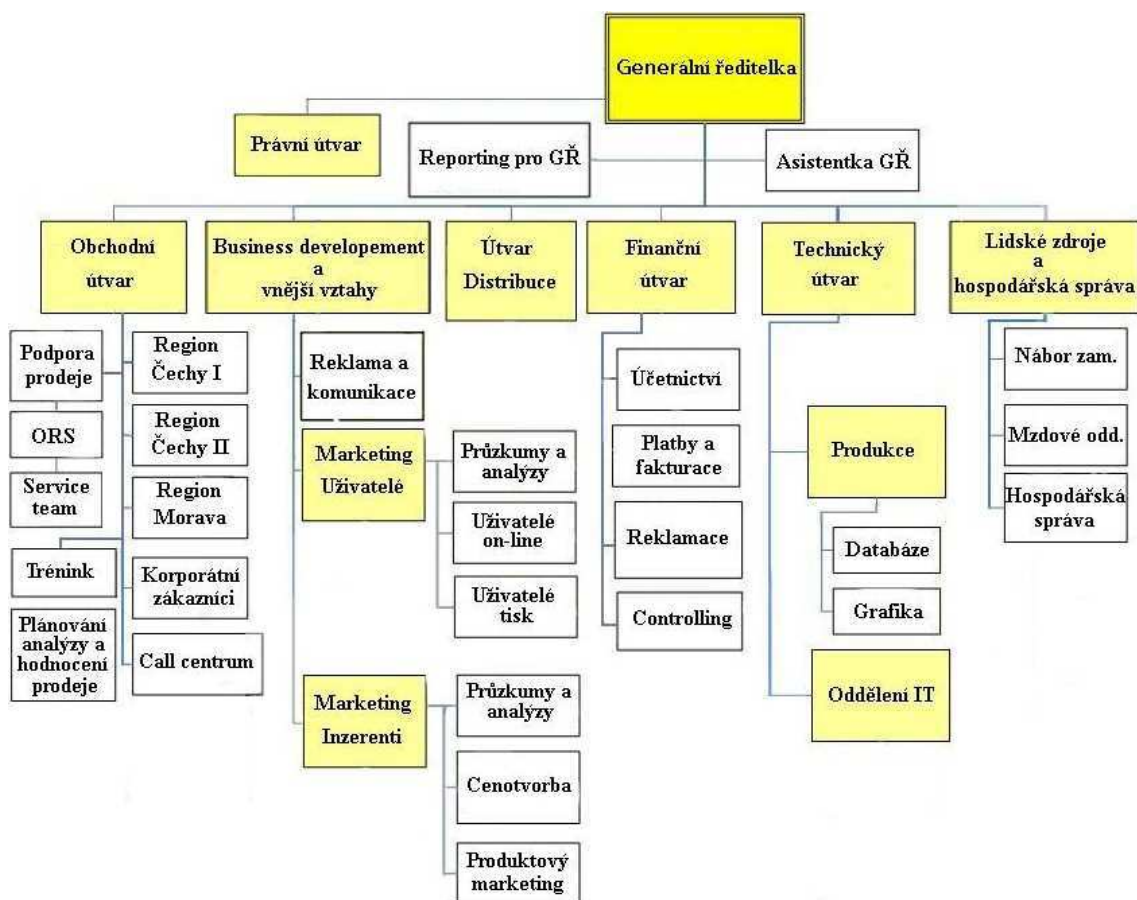 Generální ředitelka
Právní útvar
Reporting pro GŘ
Asistentka GŘ
Obchodní
útvar
Business developement
a
vnější vztahy
Útvar
Distribuce
Finanční
útvar
Technický
útvar
Lidské zdroje
a
hospodářská správa
Podpora
prodeje
ORS
Service
team
Trénink
Plánování
analýzy a
hodnocení
prodeje
Region
Čechy I
Region
Čechy II
Region
Morava
Korporátní
zákazníci
Call centrum
Reklama a
komunikace
Marketing
Uživatelé
Průzkumy a
analýzy
Uživatelé
on-line
Uživatelé
tisk
Marketing
Inzerenti
Průzkumy a
analýzy
Cenotvorba
Produktový
marketing
Účetnictví
Platby a
fakturace
Reklamace
Controlling
Produkce
Databáze
Grafika
Oddělení IT
Nábor zam.
Mzdové odd.
Hospodářská
správa